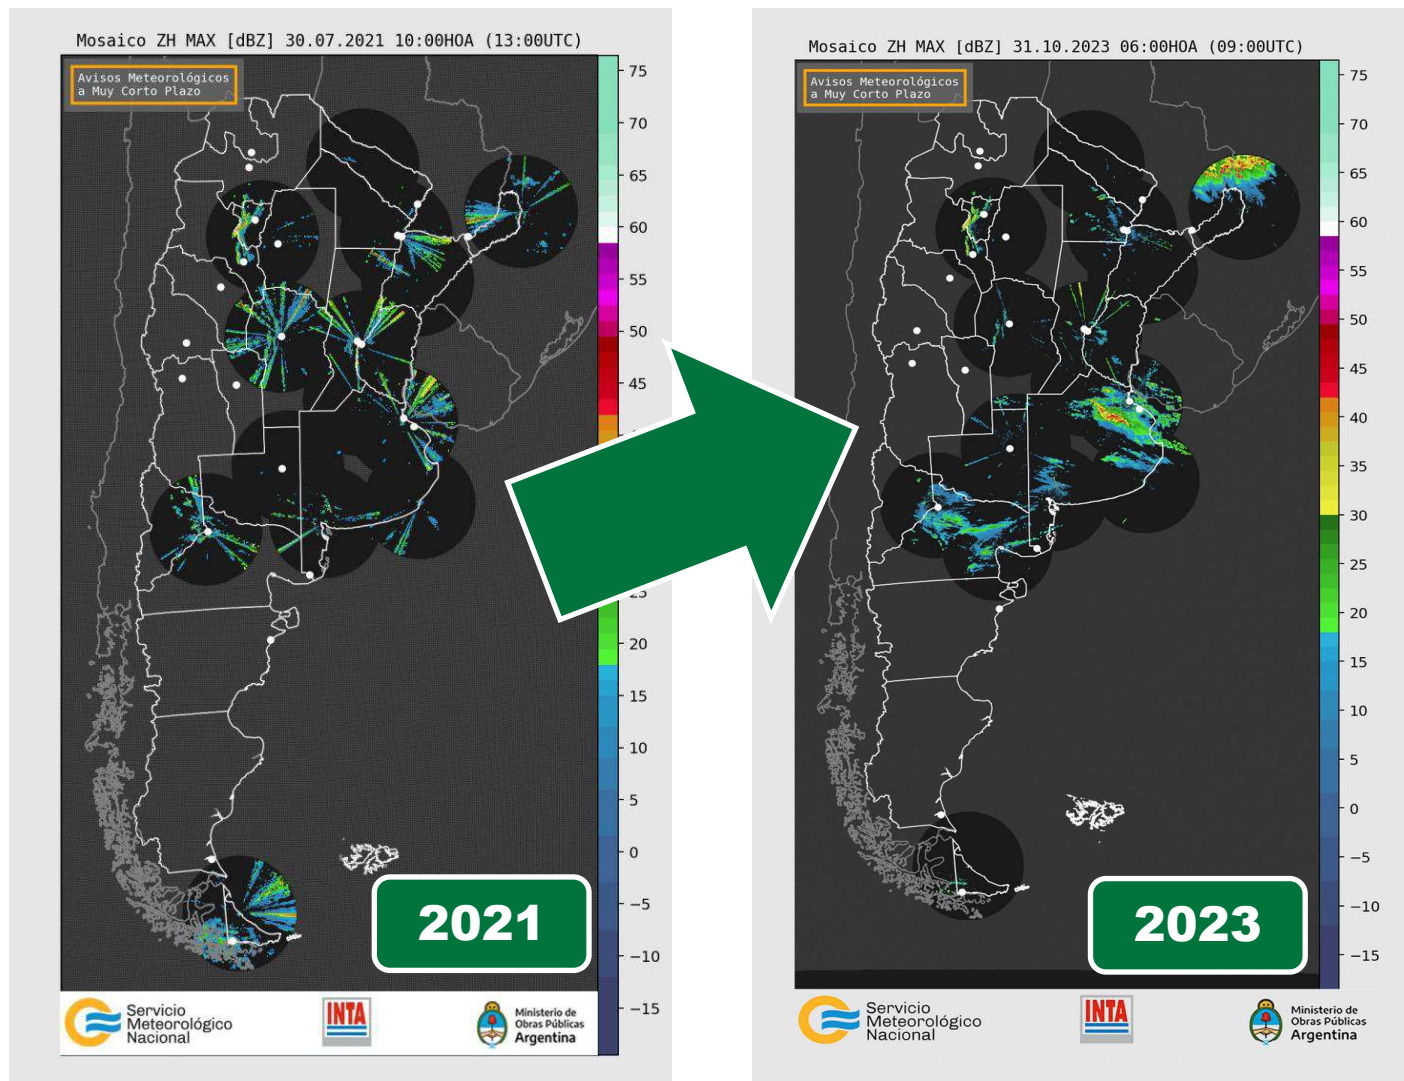 Mosaico ZH MAX [dBZ] 30.07.2021 10:00HOA (13:00UTC)
Avisos Meteorológicos
a Muy Corto Plazo
75
70
65
60
55
50
45
25
20
15
10
5
0
−5
−10
−15
2021
Servicio
Meteorológico
Nacional
INTA
Ministerio de
Obras Públicas
Argentina
Mosaico ZH MAX [dBZ] 31.10.2023 06:00HOA (09:00UTC)
Avisos Meteorológicos
a Muy Corto Plazo
75
70
65
60
55
50
45
40
35
30
25
20
15
10
5
0
−5
−10
−15
2023
Servicio
Meteorológico
Nacional
INTA
Ministerio de
Obras Públicas
Argentina